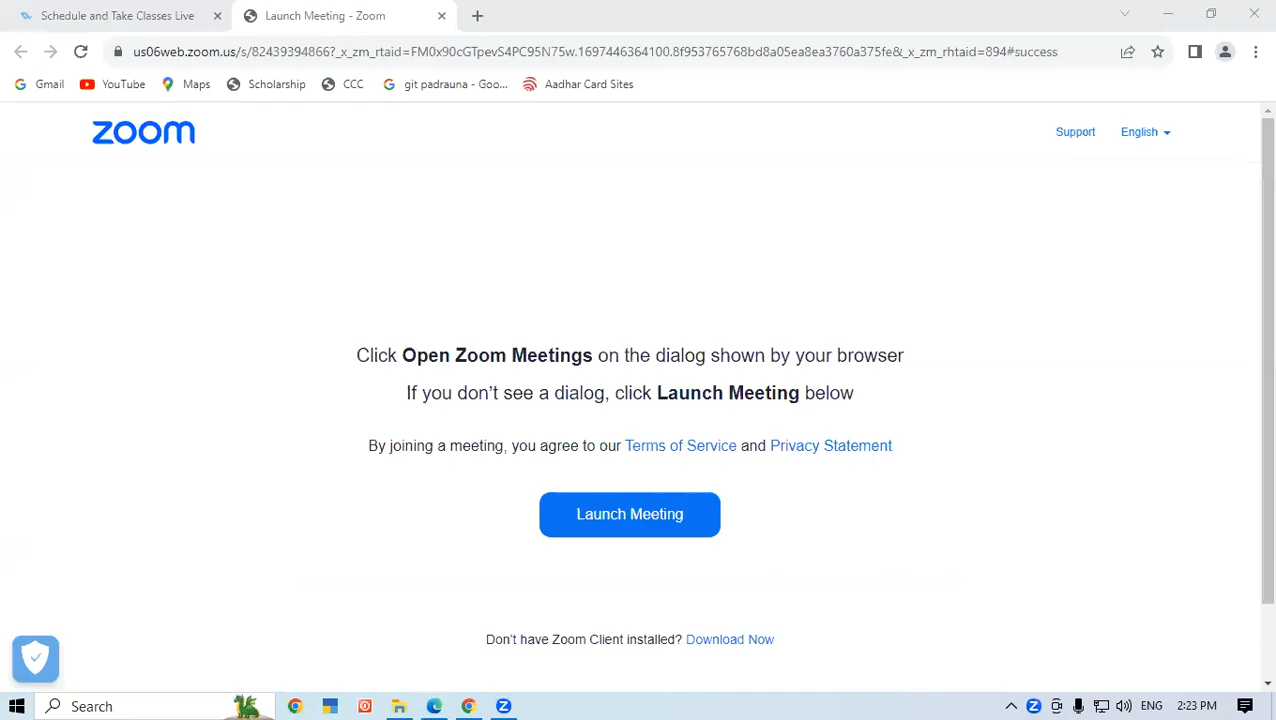 Schedule and Take Classes Live
Launch Meeting - Zoom
us06web.zoom.us/s/82439394866?_x_zm_rtaid=FM0x90cGTpevS4PC95N75w.1697446364100.8f953765768bd8a05ea8ea3760a375fe&_x_zm_rhtaid=894#success
Gmail YouTube Maps Scholarship CCC git padrauna - Goo... Aadhar Card Sites
zoom Support English
Click Open Zoom Meetings on the dialog shown by your browser
If you don't see a dialog, click Launch Meeting below
By joining a meeting, you agree to our Terms of Service and Privacy Statement
Launch Meeting
Don't have Zoom Client installed? Download Now
Search ENG 2:23 PM